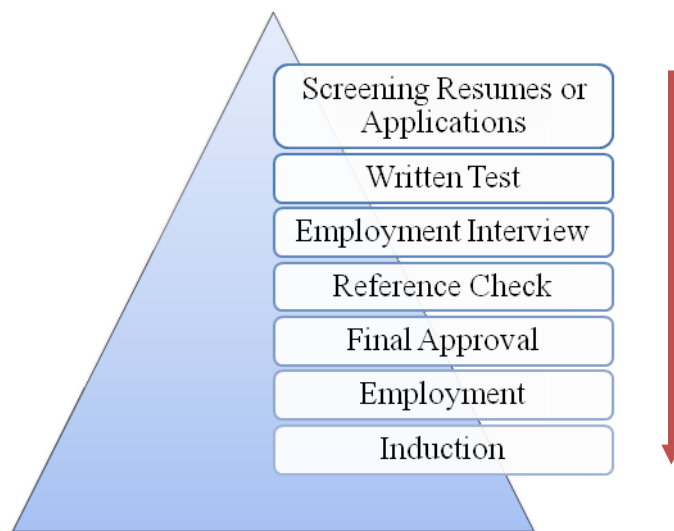 Screening Resumes or
Applications
Written Test
Employment Interview
Reference Check
Final Approval
Employment
Induction